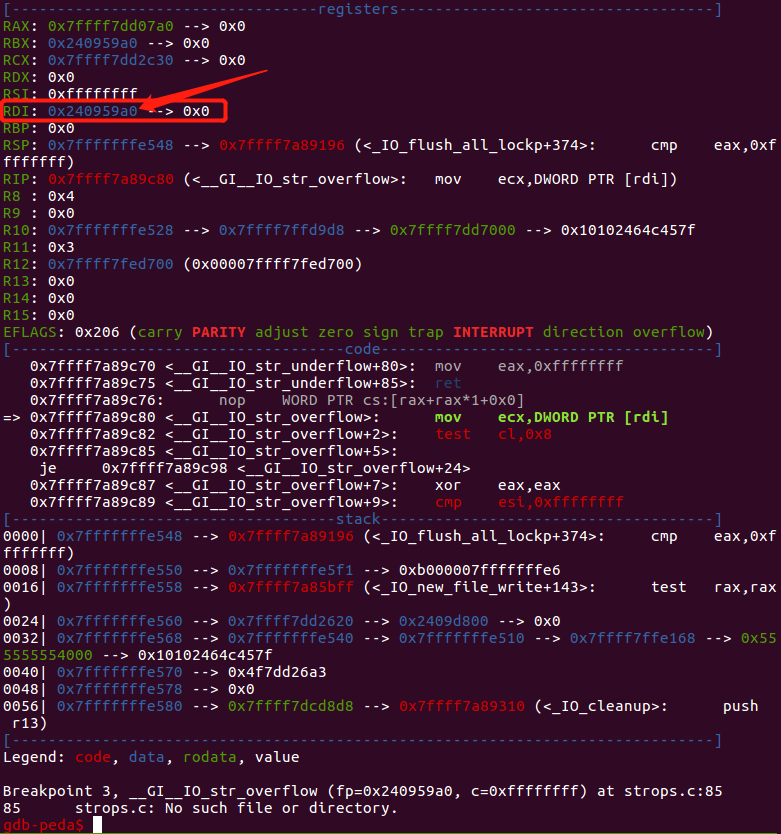 [----------------------------------registers-----------------------------------]
RAX: 0x7ffff7dd07a0 --> 0x0
RBX: 0x240959a0 --> 0x0
RCX: 0x7ffff7dd2c30 --> 0x0
RDX: 0x0
RSI: 0xffffffff
RDI: 0x240959a0 --> 0x0
RBP: 0x0
RSP: 0x7fffffffe548 --> 0x7ffff7a89196 (<_IO_flush_all_lockp+374>:      cmp    eax,0xf
fffffff)
RIP: 0x7ffff7a89c80 (<__GI__IO_str_overflow>:   mov    ecx,DWORD PTR [rdi])
R8 : 0x4
R9 : 0x0
R10: 0x7fffffffe528 --> 0x7ffff7ffd9d8 --> 0x7ffff7dd7000 --> 0x10102464c457f
R11: 0x3
R12: 0x7ffff7fed700 (0x00007ffff7fed700)
R13: 0x0
R14: 0x0
R15: 0x0
EFLAGS: 0x206 (carry PARITY adjust zero sign trap INTERRUPT direction overflow)
[-------------------------------------code-------------------------------------]
   0x7ffff7a89c70 <__GI__IO_str_underflow+80>:  mov    eax,0xffffffff
   0x7ffff7a89c75 <__GI__IO_str_underflow+85>:  ret
   0x7ffff7a89c76:      nop    WORD PTR cs:[rax+rax*1+0x0]
=> 0x7ffff7a89c80 <__GI__IO_str_overflow>:      mov    ecx,DWORD PTR [rdi]
   0x7ffff7a89c82 <__GI__IO_str_overflow+2>:    test   cl,0x8
   0x7ffff7a89c85 <__GI__IO_str_overflow+5>:
    je     0x7ffff7a89c98 <__GI__IO_str_overflow+24>
   0x7ffff7a89c87 <__GI__IO_str_overflow+7>:    xor    eax,eax
   0x7ffff7a89c89 <__GI__IO_str_overflow+9>:    cmp    esi,0xffffffff
[------------------------------------stack-------------------------------------]
0000| 0x7fffffffe548 --> 0x7ffff7a89196 (<_IO_flush_all_lockp+374>:     cmp    eax,0xf
fffffff)
0008| 0x7fffffffe550 --> 0x7fffffffe5f1 --> 0xb000007fffffffe6
0016| 0x7fffffffe558 --> 0x7ffff7a85bff (<_IO_new_file_write+143>:      test   rax,rax
)
0024| 0x7fffffffe560 --> 0x7ffff7dd2620 --> 0x2409d800 --> 0x0
0032| 0x7fffffffe568 --> 0x7fffffffe540 --> 0x7fffffffe510 --> 0x7ffff7ffe168 --> 0x55
5555554000 --> 0x10102464c457f
0040| 0x7fffffffe570 --> 0x4f7dd26a3
0048| 0x7fffffffe578 --> 0x0
0056| 0x7fffffffe580 --> 0x7ffff7dcd8d8 --> 0x7ffff7a89310 (<_IO_cleanup>:      push
 r13)
[------------------------------------------------------------------------------]
Legend: code, data, rodata, value

Breakpoint 3, __GI__IO_str_overflow (fp=0x240959a0, c=0xffffffff) at strops.c:85
85      strops.c: No such file or directory.
gdb-peda$